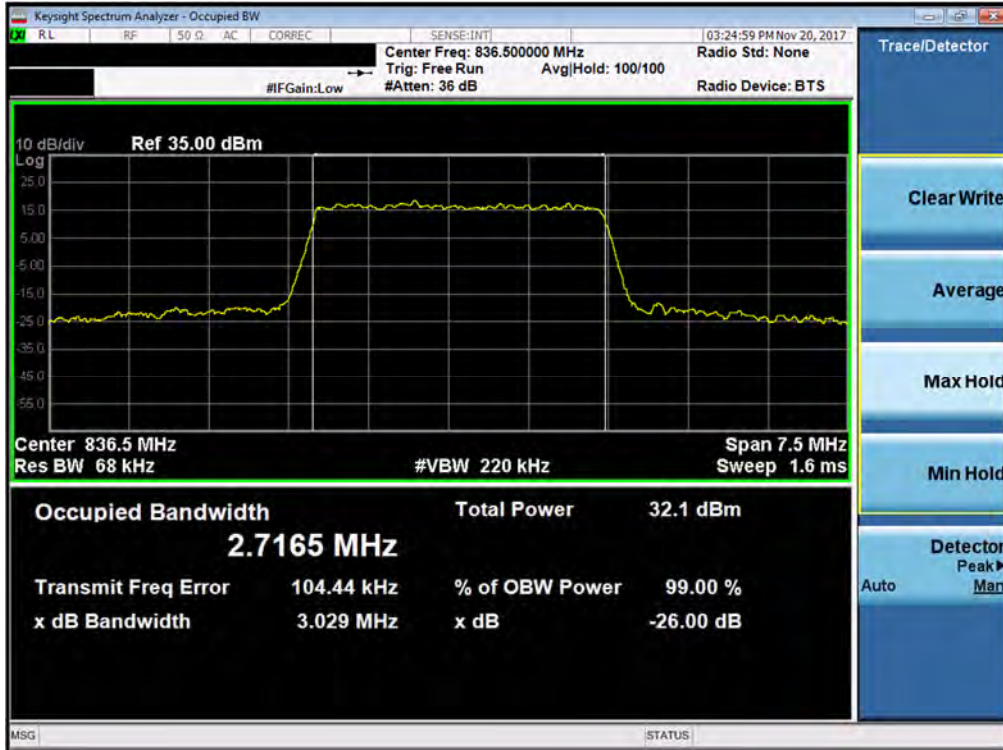 Keysight Spectrum Analyzer - Occupied BW
LXI RL RF 50 Ω AC CORREC SENSE:INT 03:24:59 PM Nov 20, 2017
Center Freq: 836.500000 MHz Radio Std: None
Trig: Free Run Avg|Hold: 100/100
#IFGain:Low #Atten: 36 dB Radio Device: BTS
Trace/Detector
10 dB/div Ref 35.00 dBm
Log
25.0
15.0
5.00
-5.00
-15.0
-25.0
-35.0
-45.0
-55.0
Center 836.5 MHz Span 7.5 MHz
Res BW 68 kHz #VBW 220 kHz Sweep 1.6 ms
Occupied Bandwidth Total Power 32.1 dBm
2.7165 MHz
Transmit Freq Error 104.44 kHz % of OBW Power 99.00 %
x dB Bandwidth 3.029 MHz x dB -26.00 dB
Clear Write
Average
Max Hold
Min Hold
Detector
Peak▶
Auto Man
MSG STATUS